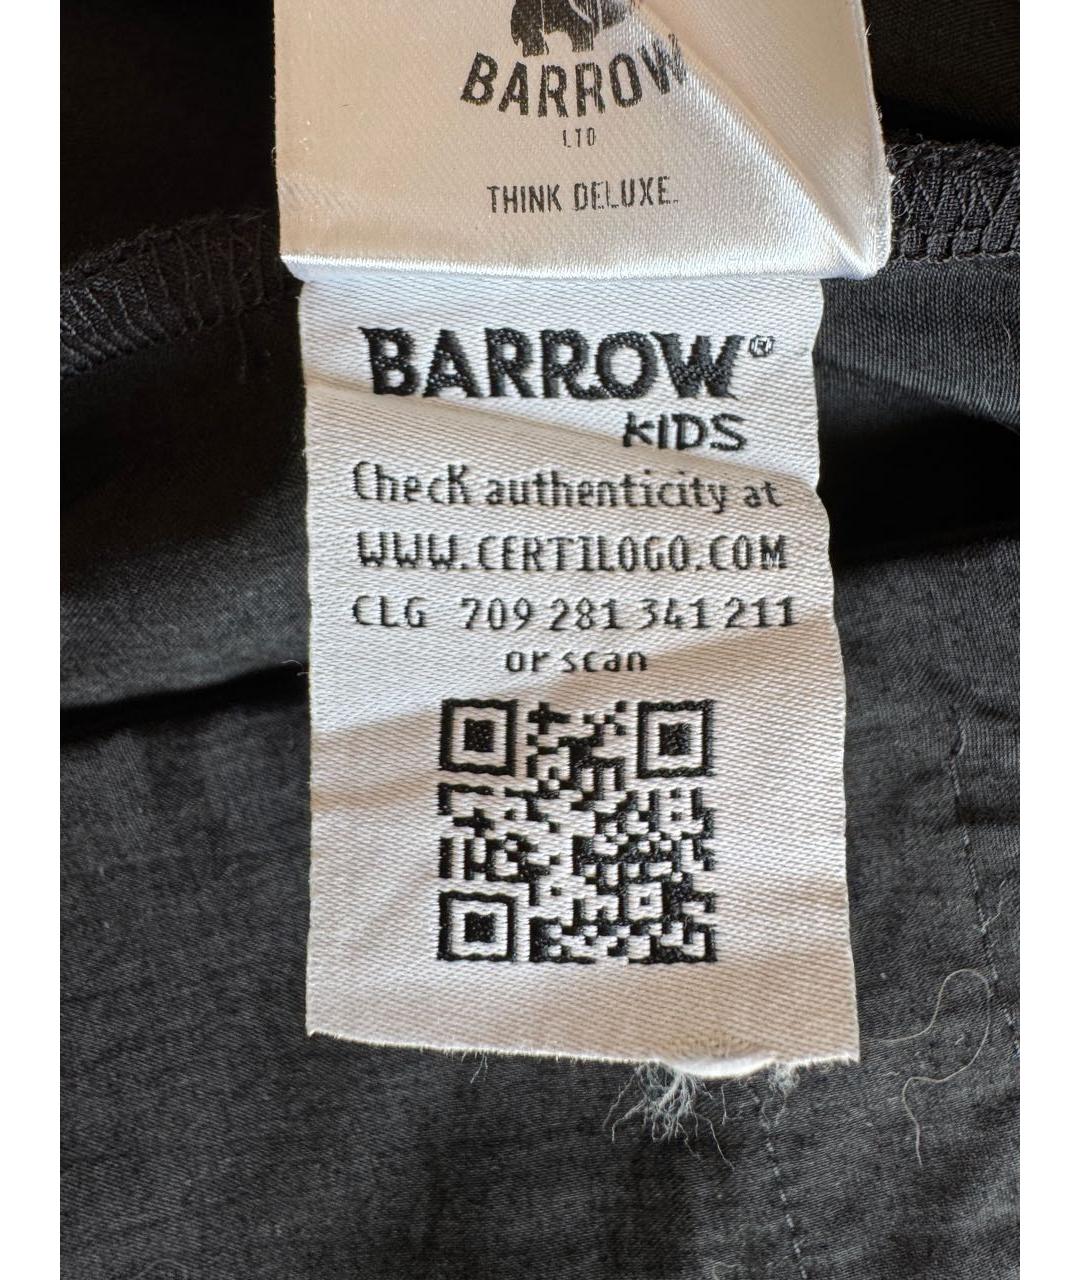 BARROW
LTD
THINK DELUXE.
BARROW®
KIDS
Check authenticity at
WWW.CERTILOGO.COM
CLG 709 281 341 211
or scan